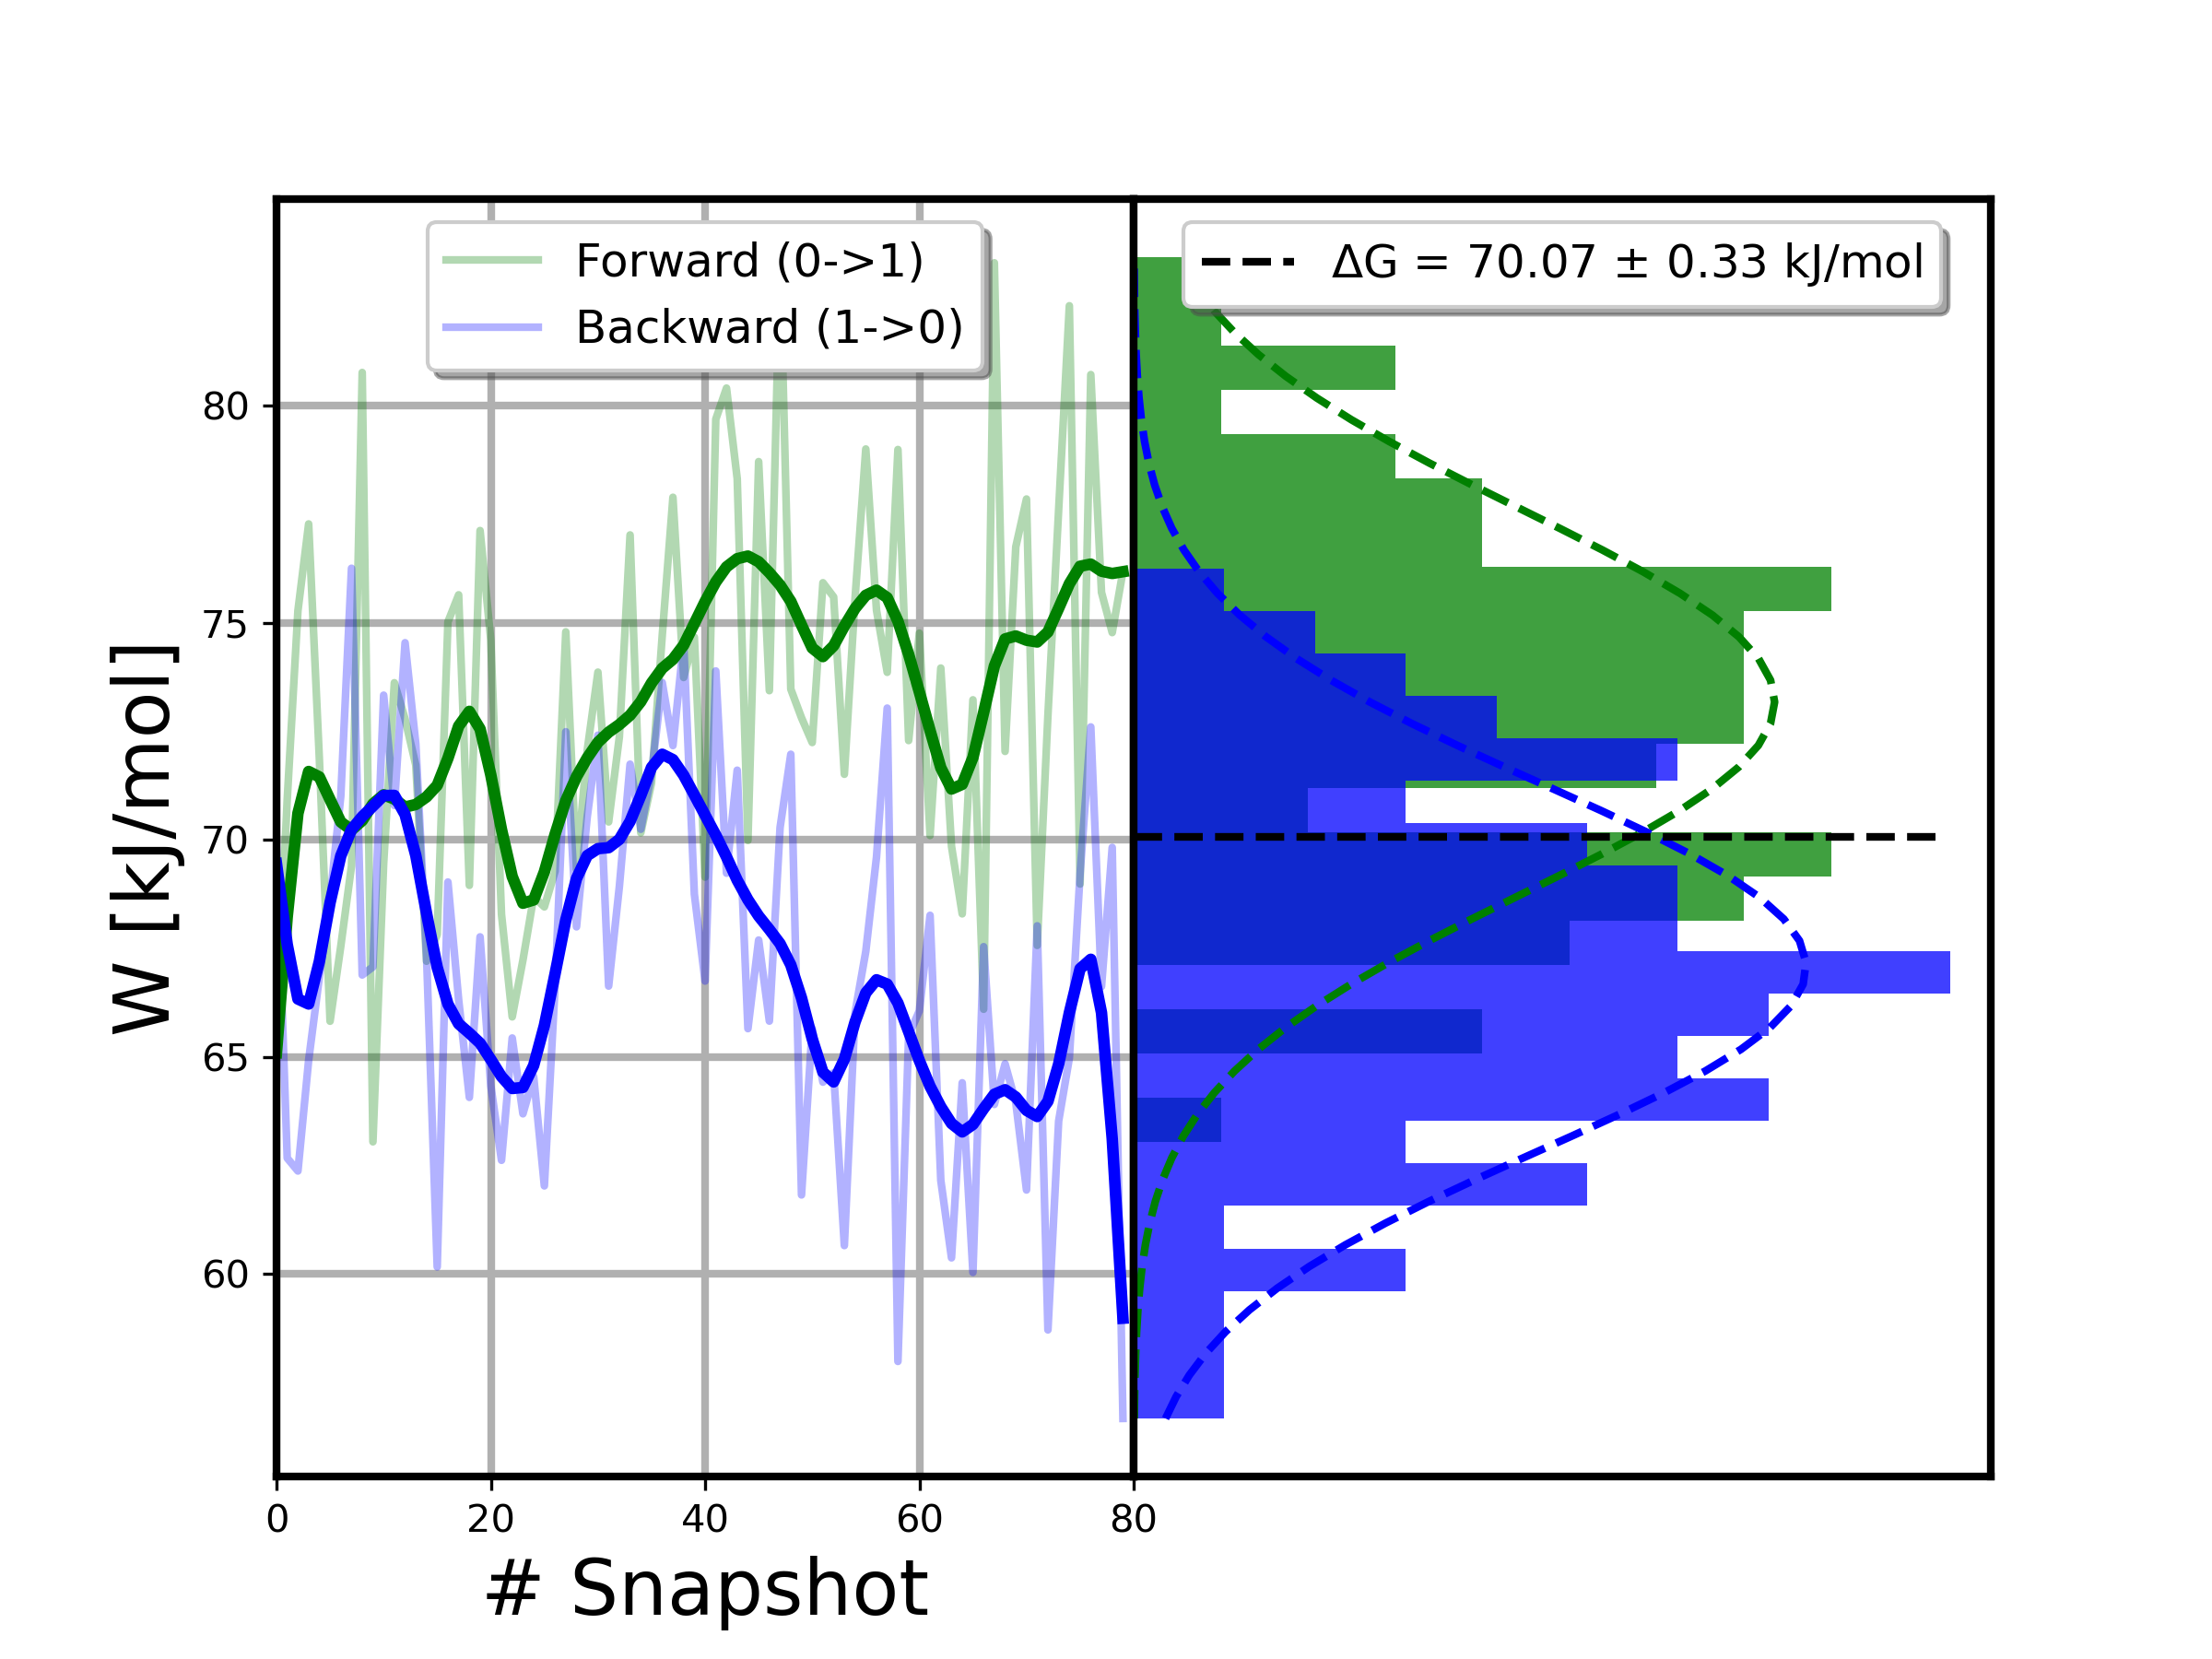 Forward (0->1)
Backward (1->0)
ΔG = 70.07 ± 0.33 kJ/mol
W [kJ/mol]
80
75
70
65
60
0 20 40 60 80
# Snapshot